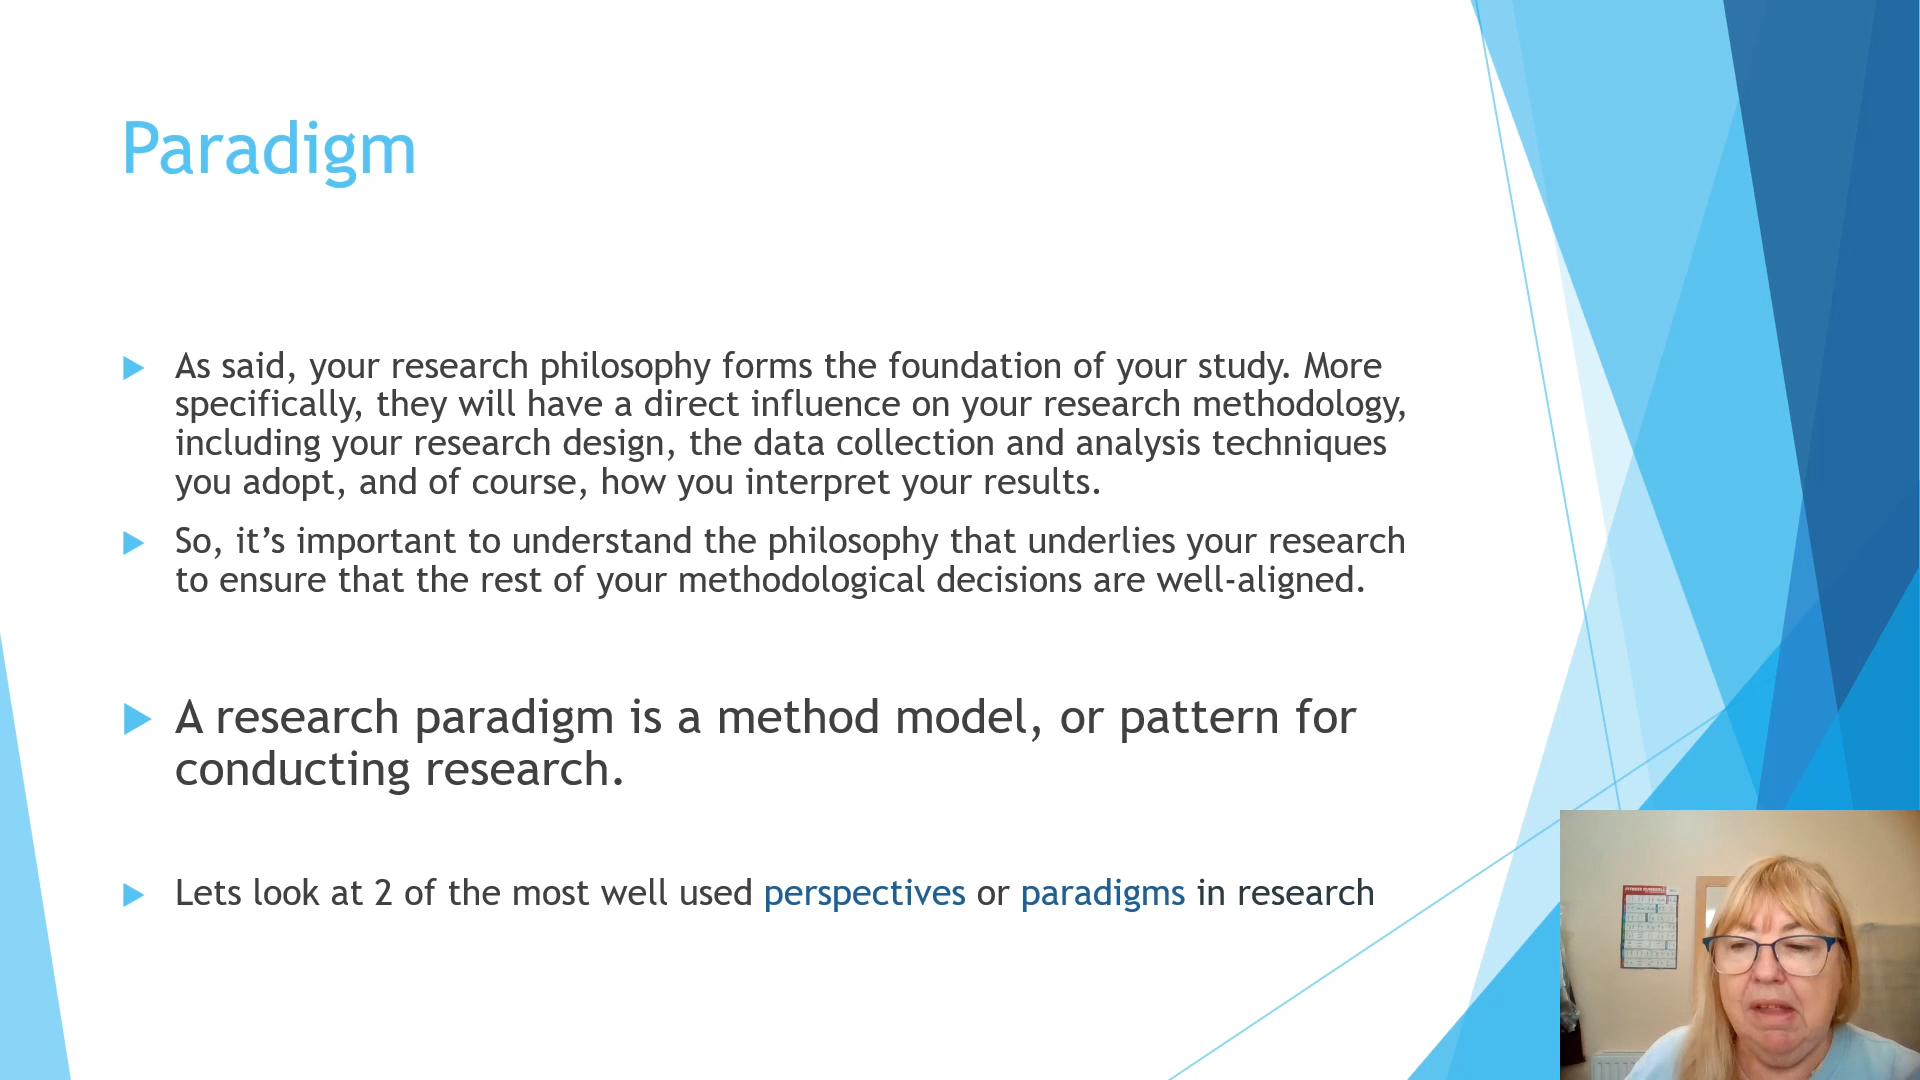 Paradigm
As said, your research philosophy forms the foundation of your study. More
specifically, they will have a direct influence on your research methodology,
including your research design, the data collection and analysis techniques
you adopt, and of course, how you interpret your results.
So, it’s important to understand the philosophy that underlies your research
to ensure that the rest of your methodological decisions are well-aligned.
A research paradigm is a method model, or pattern for
conducting research.
Lets look at 2 of the most well used perspectives or paradigms in research